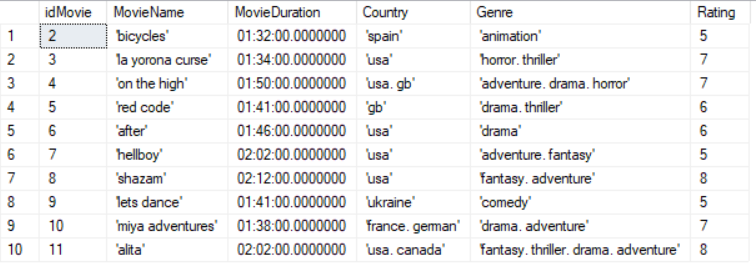 idMovie MovieName MovieDuration Country Genre Rating
1 2 'bicycles' 01:32:00.0000000 'spain' 'animation' 5
2 3 'la yorona curse' 01:34:00.0000000 'usa' 'horror. thriller' 7
3 4 'on the high' 01:50:00.0000000 'usa. gb' 'adventure. drama. horror' 7
4 5 'red code' 01:41:00.0000000 'gb' 'drama. thriller' 6
5 6 'after' 01:46:00.0000000 'usa' 'drama' 6
6 7 'hellboy' 02:02:00.0000000 'usa' 'adventure. fantasy' 5
7 8 'shazam' 02:12:00.0000000 'usa' 'fantasy. adventure' 8
8 9 'lets dance' 01:41:00.0000000 'ukraine' 'comedy' 5
9 10 'miya adventures' 01:38:00.0000000 'france. german' 'drama. adventure' 7
10 11 'alita' 02:02:00.0000000 'usa. canada' 'fantasy. thriller. drama. adventure' 8